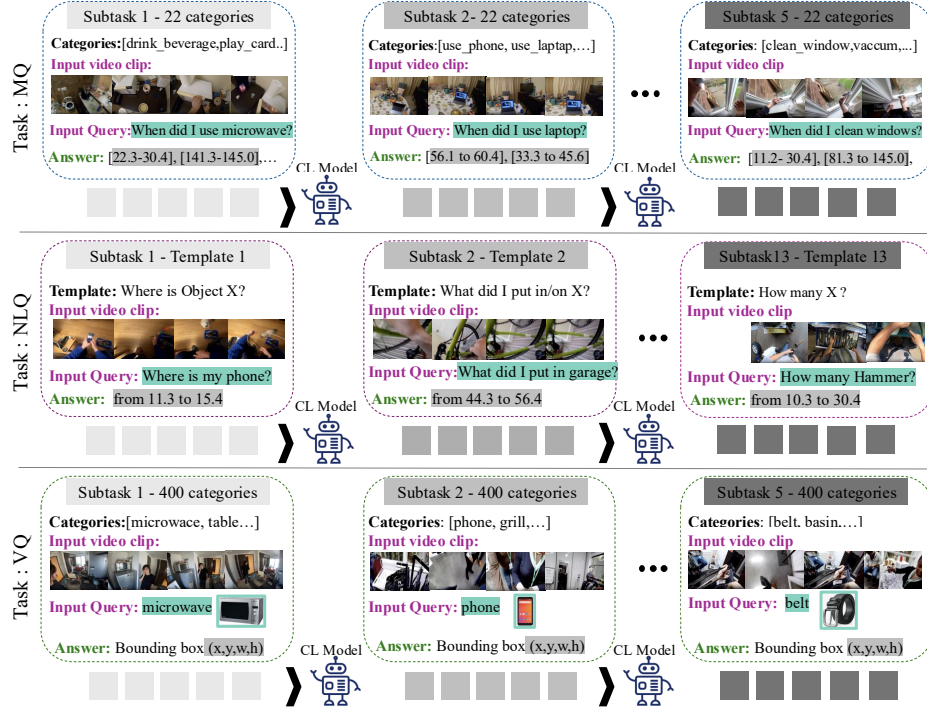 Task : MQ
Subtask 1 - 22 categories
Categories:[drink_beverage,play_card..]
Input video clip:
Input Query:When did I use microwave?
Answer: [22.3-30.4], [141.3-145.0],...
CL Model
Subtask 2- 22 categories
Categories:[use_phone, use_laptap,...]
Input video clip:
Input Query: When did I use laptop?
Answer: [56.1 to 60.4], [33.3 to 45.6]
•••
CL Model
Subtask 5 - 22 categories
Categories: [clean_window,vaccum,...]
Input video clip
Input Query: When did I clean windows?
Answer: [11.2- 30.4], [81.3 to 145.0],
Task : NLQ
Subtask 1 - Template 1
Template: Where is Object X?
Input video clip:
Input Query: Where is my phone?
Answer: from 11.3 to 15.4
CL Model
Subtask 2 - Template 2
Template: What did I put in/on X?
Input video clip:
Input Query:What did I put in garage?
Answer: from 44.3 to 56.4
•••
CL Model
Subtask13 - Template 13
Template: How many X ?
Input video clip
Input Query: How many Hammer?
Answer: from 10.3 to 30.4
Task : VQ
Subtask 1 - 400 categories
Categories:[microwace, table...]
Input video clip:
Input Query: microwave
Answer: Bounding box (x,y,w,h)
CL Model
Subtask 2 - 400 categories
Categories: [phone, grill,...]
Input video clip:
Input Query: phone
Answer: Bounding box (x,y,w,h)
•••
CL Model
Subtask 5 - 400 categories
Categories: [belt, basin,...]
Input video clip
Input Query: belt
Answer: Bounding box (x,y,w,h)